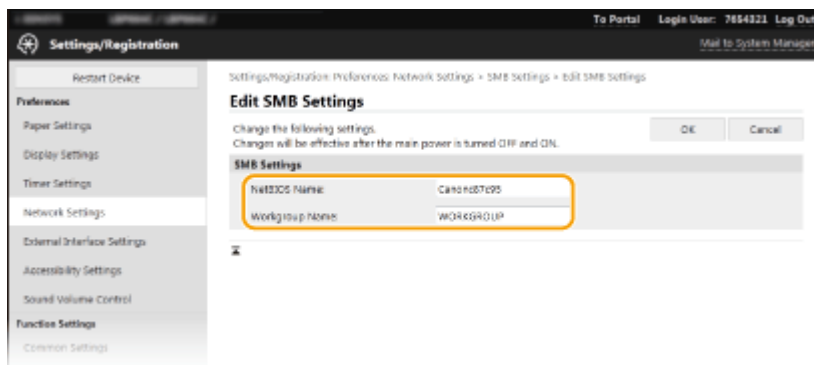 To Portal Login User: 7654321 Log Out
Settings/Registration
Mail to System Manager
Restart Device
Settings/Registration: Preferences: Network Settings > SMB Settings > Edit SMB Settings
Preferences
Edit SMB Settings
Paper Settings
Change the following settings.
OK
Cancel
Changes will be effective after the main power is turned OFF and ON.
Display Settings
SMB Settings
Timer Settings
NetBIOS Name:
Network Settings
Workgroup Name:
WORKGROUP
External Interface Settings
Accessibility Settings
Sound Volume Control
Function Settings
Common Settings